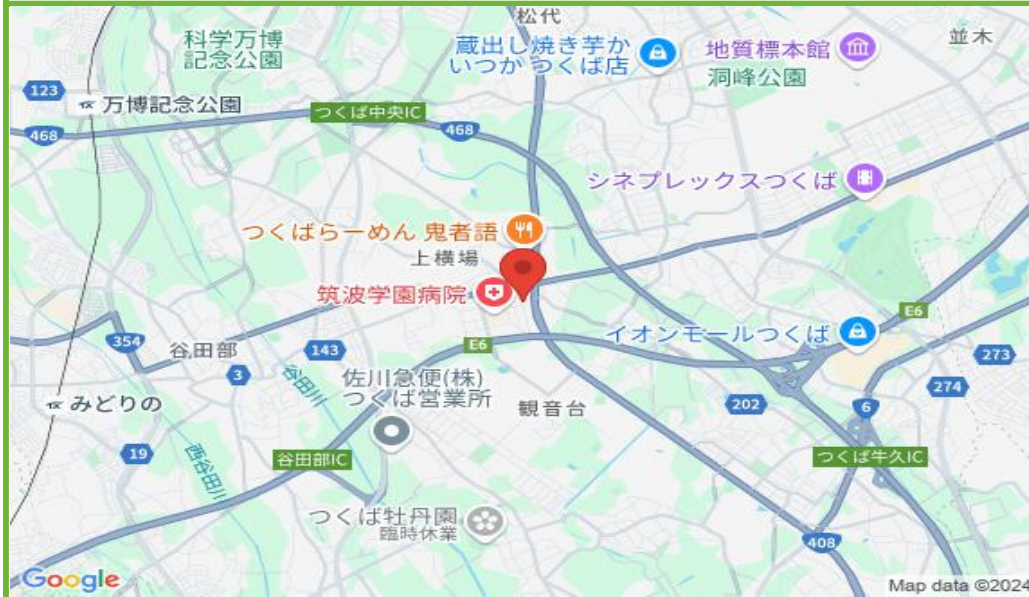 松代
科学万博
記念公園
蔵出し焼き芋か
いつか つくば店
地質標本館
洞峰公園
並木
123
万博記念公園
つくば中央IC
468
468
シネプレックスつくば
つくばらーめん 鬼者語
上横場
筑波学園病院
E6
イオンモールつくば
354
谷田部
143
E6
273
3
谷田川
佐川急便(株)
つくば営業所
274
みどりの
観音台
202
6
19
西谷田川
谷田部IC
つくば牛久IC
つくば牡丹園
臨時休業
408
Google
Map data ©2024